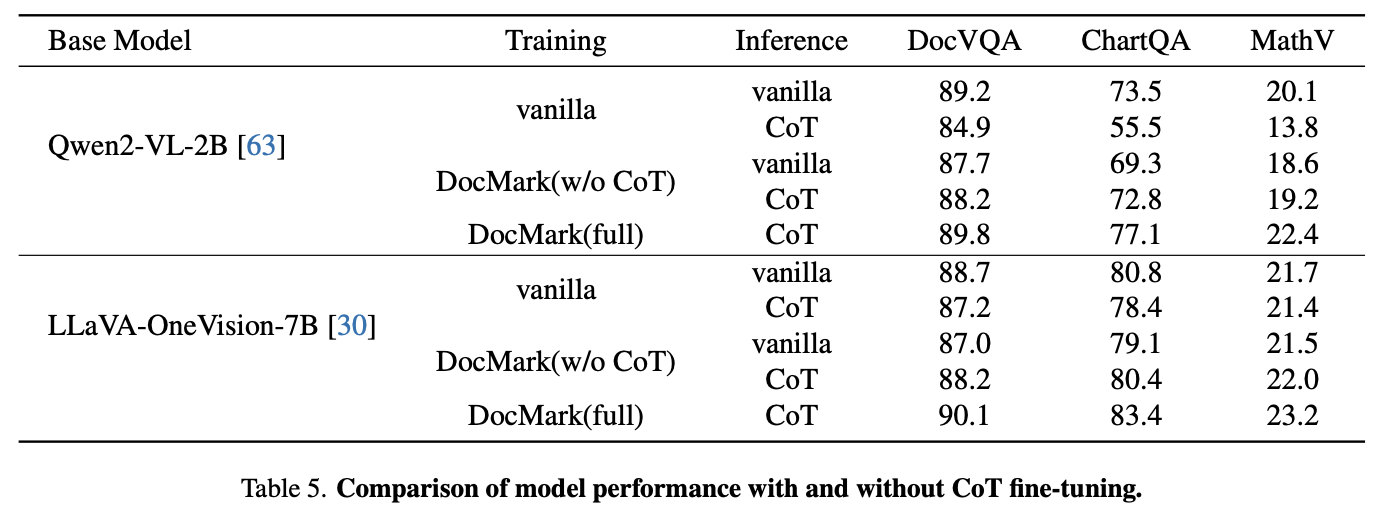 Base Model Training Inference DocVQA ChartQA MathV
Qwen2-VL-2B [63] vanilla vanilla 89.2 73.5 20.1
CoT 84.9 55.5 13.8
DocMark(w/o CoT) vanilla 87.7 69.3 18.6
CoT 88.2 72.8 19.2
DocMark(full) CoT 89.8 77.1 22.4
LLaVA-OneVision-7B [30] vanilla vanilla 88.7 80.8 21.7
CoT 87.2 78.4 21.4
DocMark(w/o CoT) vanilla 87.0 79.1 21.5
CoT 88.2 80.4 22.0
DocMark(full) CoT 90.1 83.4 23.2
Table 5. Comparison of model performance with and without CoT fine-tuning.